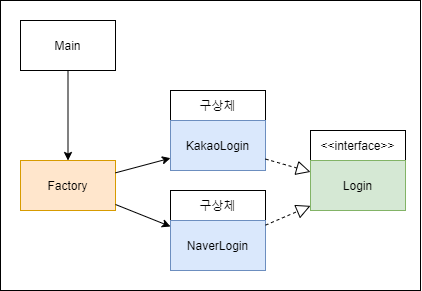 Main
Factory
구상체
KakaoLogin
구상체
NaverLogin
<<interface>>
Login